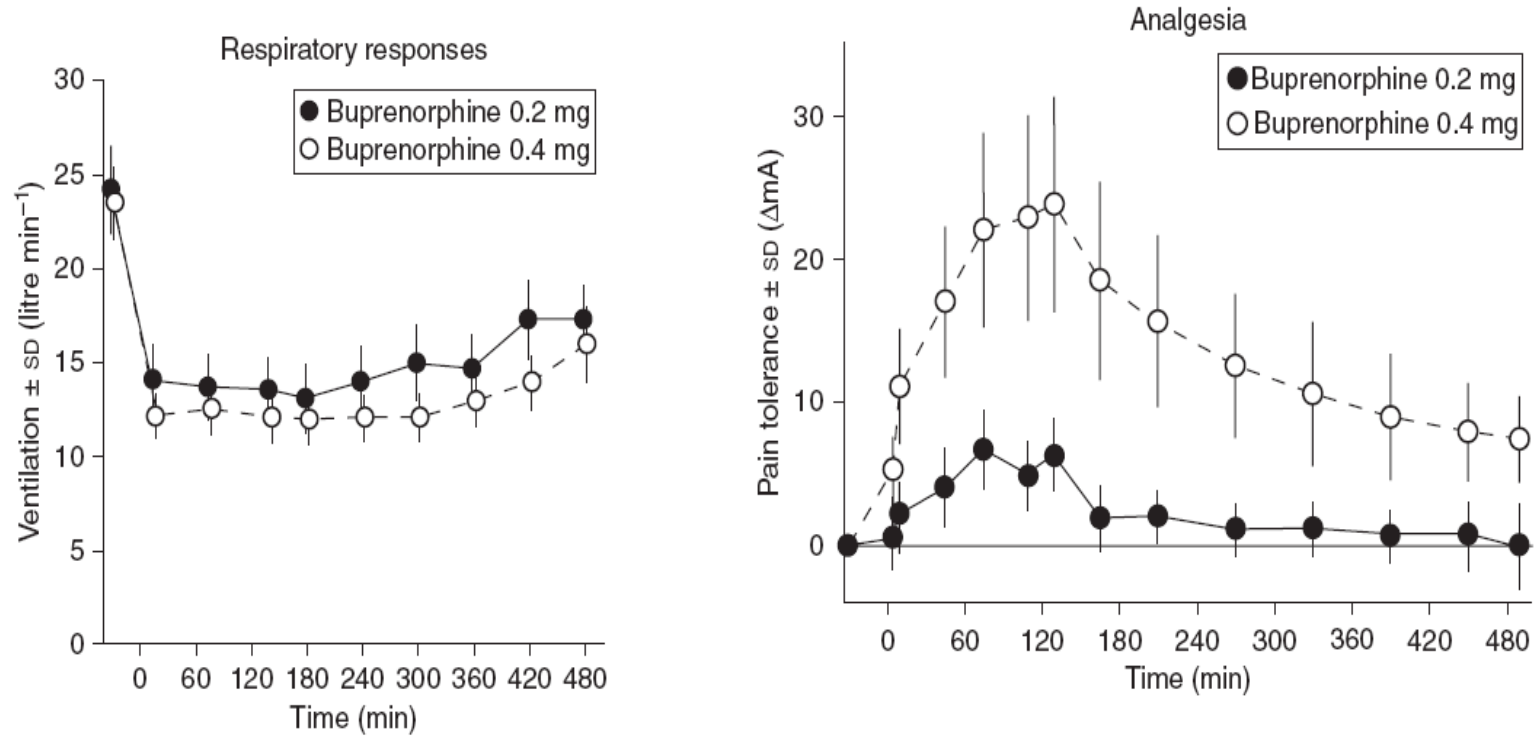 Respiratory responses
Buprenorphine 0.2 mg
Buprenorphine 0.4 mg
Ventilation ± SD (litre min⁻¹)
30
25
20
15
10
5
0
0 60 120 180 240 300 360 420 480
Time (min)
Analgesia
Buprenorphine 0.2 mg
Buprenorphine 0.4 mg
Pain tolerance ± SD (ΔmA)
30
20
10
0
0 60 120 180 240 300 360 420 480
Time (min)